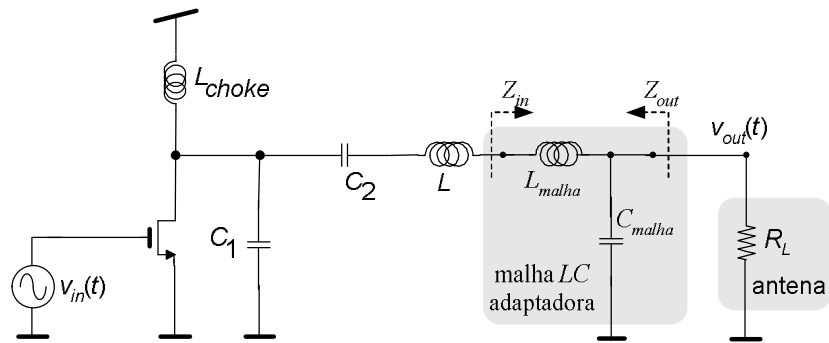 L_choke
Z_in
Z_out
v_out(t)
C_2
L
L_malha
C_malha
C_1
R_L
malha LC
adaptadora
antena
v_in(t)